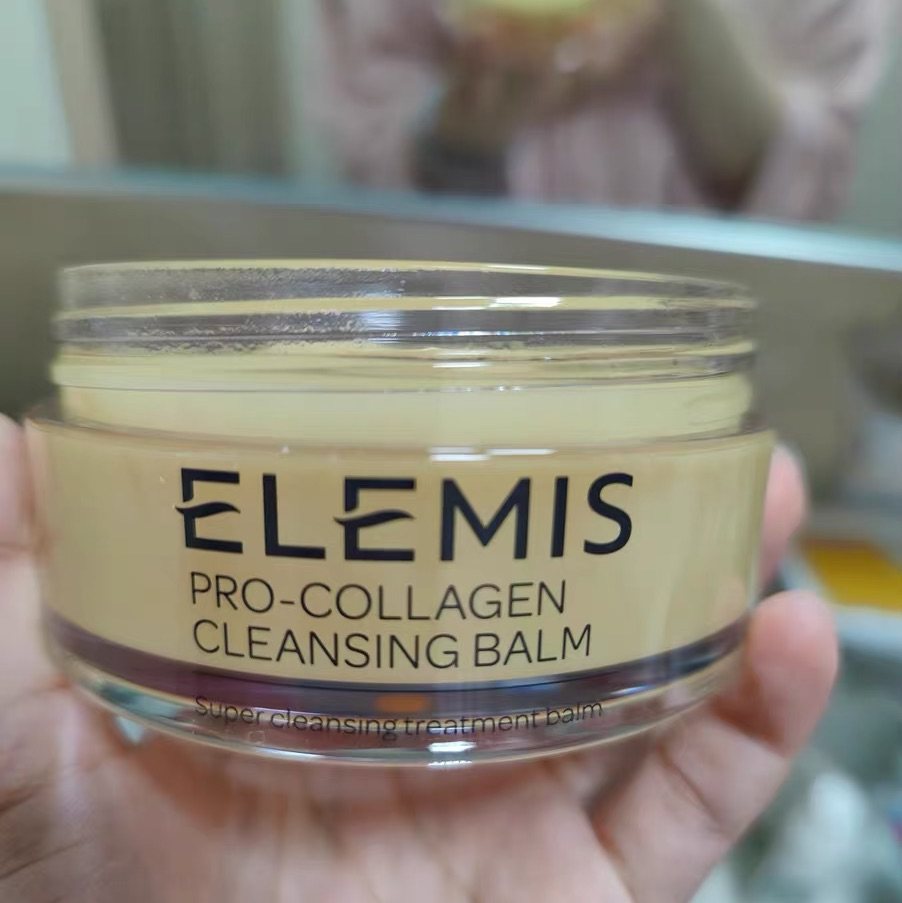 ELEMIS
PRO-COLLAGEN
CLEANSING BALM
Super cleansing treatment balm